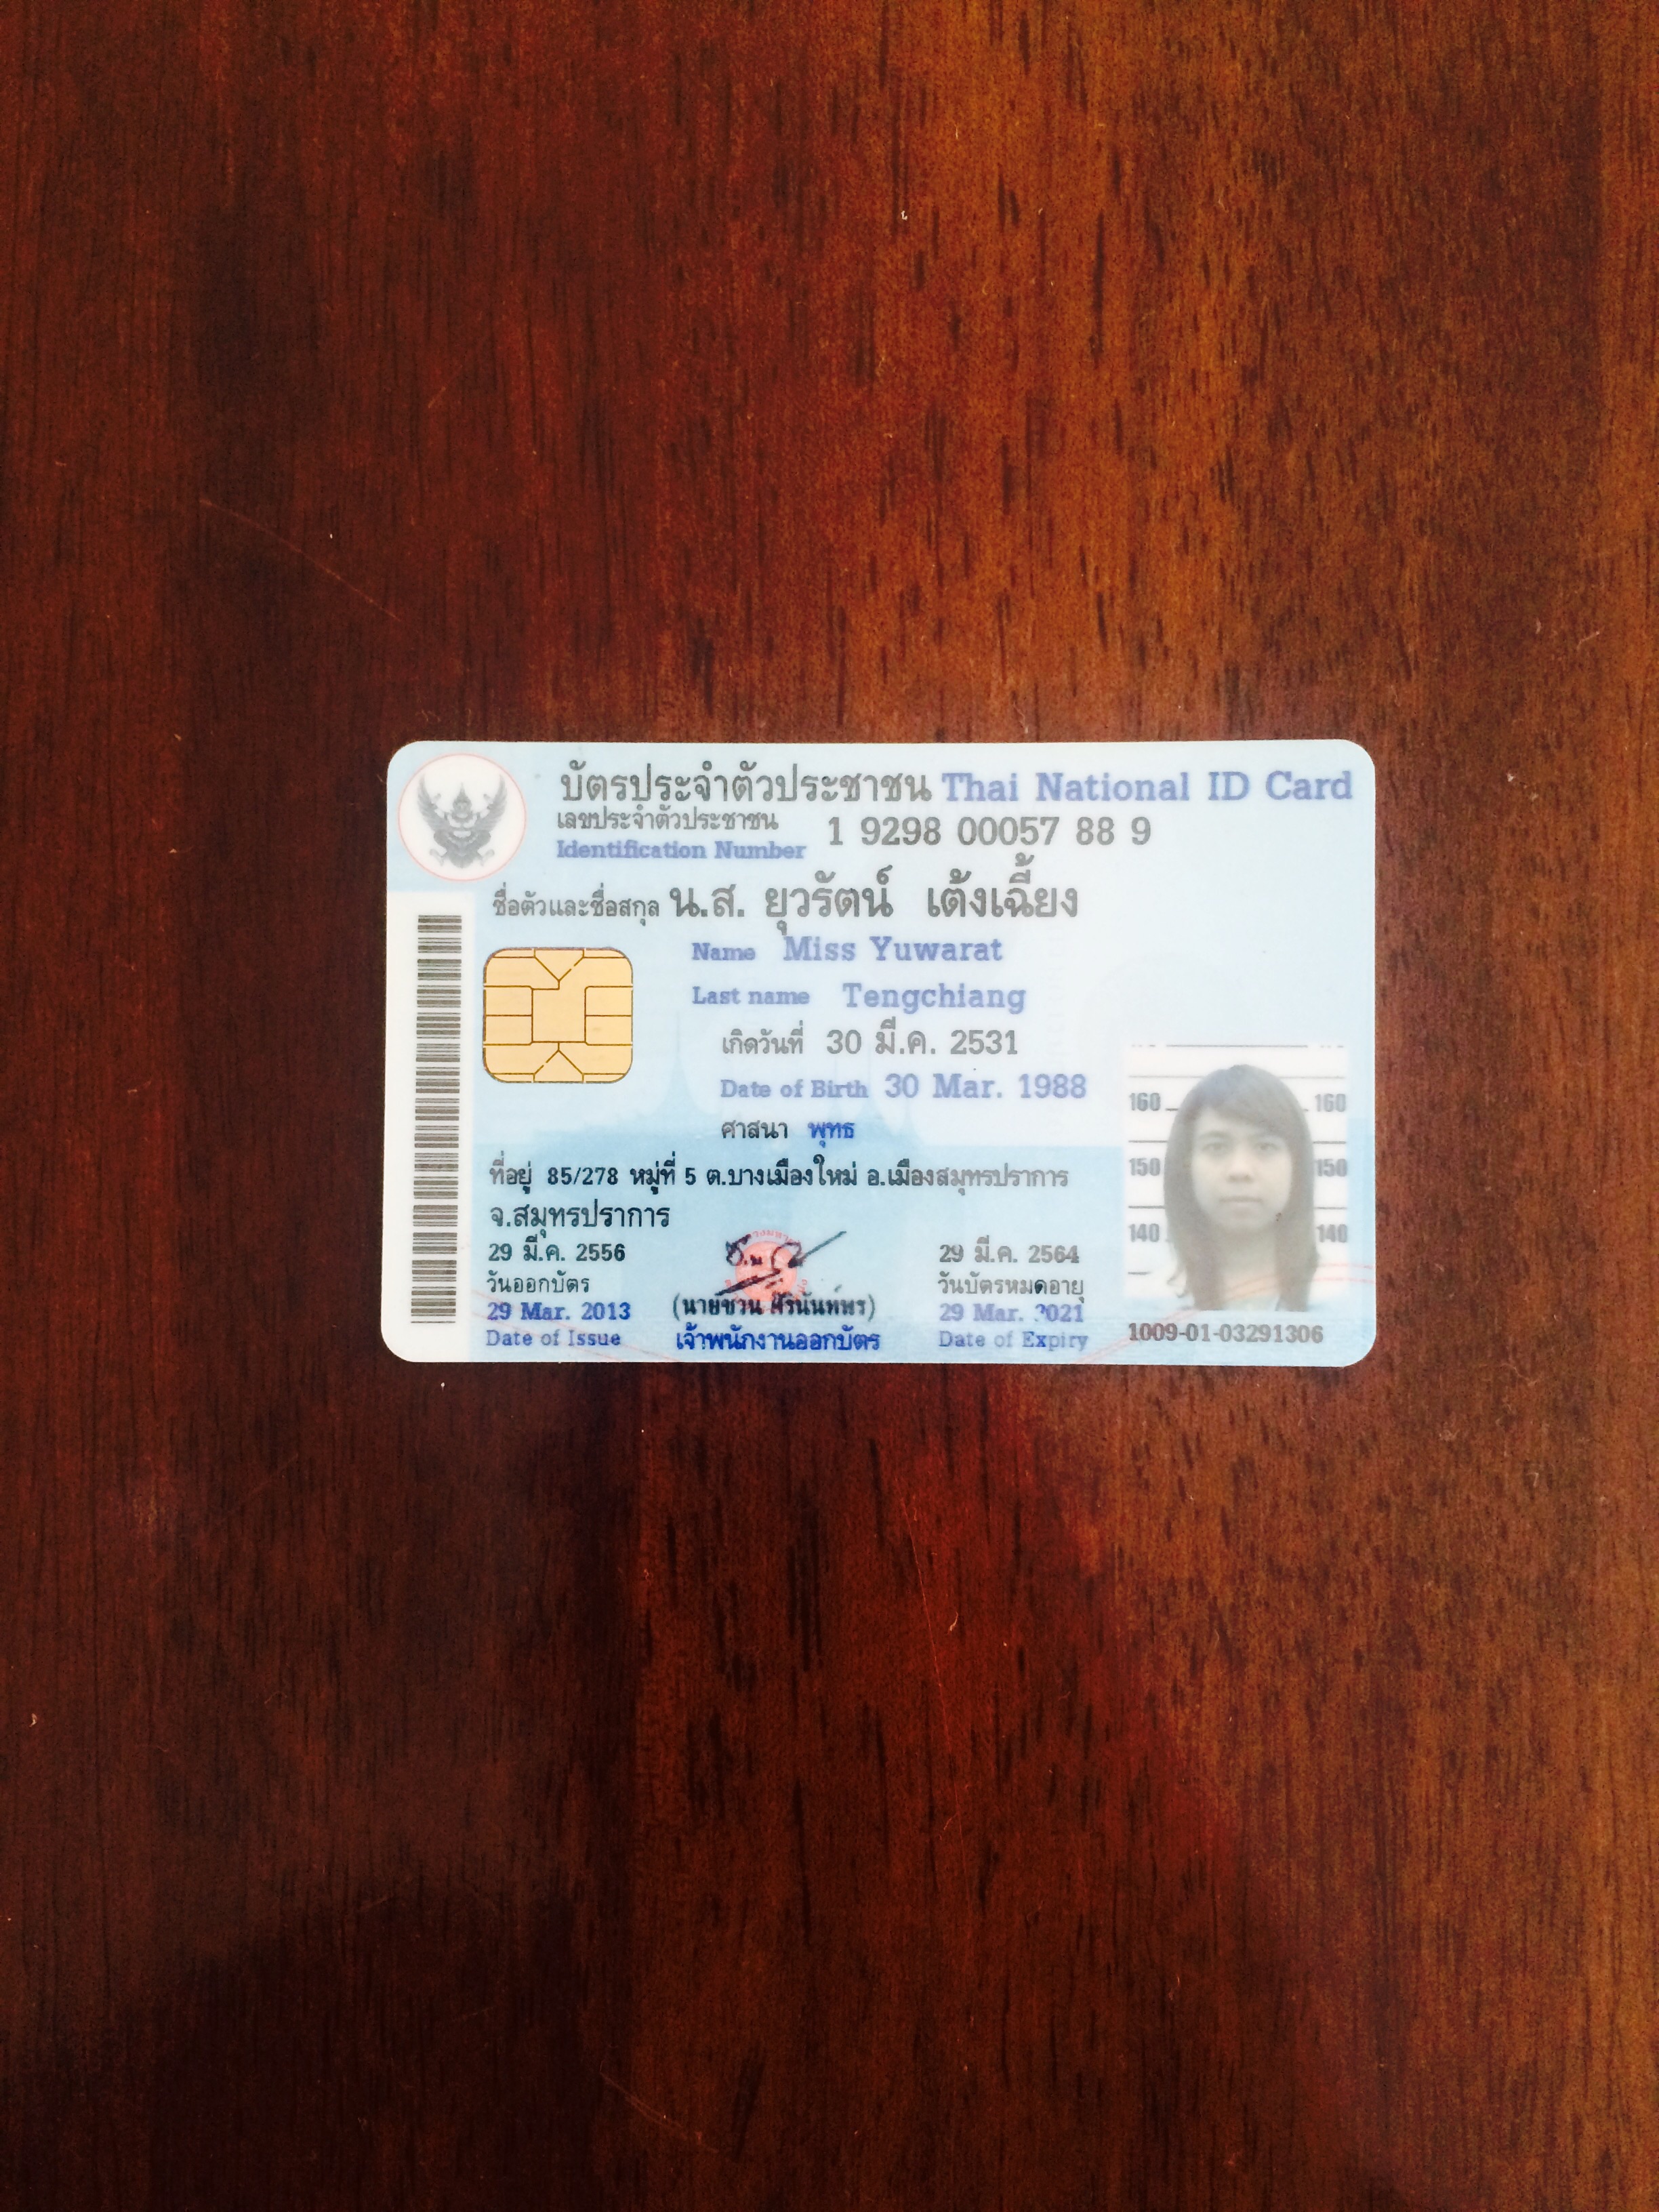 บัตรประจำตัวประชาชน Thai National ID Card
เลขประจำตัวประชาชน
Identification Number
1 9298 00057 88 9
ชื่อตัวและชื่อสกุล น.ส. ยุวรัตน์ เต้งเฉี้ยง
Name Miss Yuwarat
Last name Tengchiang
เกิดวันที่ 30 มี.ค. 2531
Date of Birth 30 Mar. 1988
ศาสนา พุทธ
ที่อยู่ 85/278 หมู่ที่ 5 ต.บางเมืองใหม่ อ.เมืองสมุทรปราการ
จ.สมุทรปราการ
29 มี.ค. 2556
วันออกบัตร
29 Mar. 2013
Date of Issue
(นายชวน ศิรินันท์พร)
เจ้าพนักงานออกบัตร
29 มี.ค. 2564
วันบัตรหมดอายุ
29 Mar. 2021
Date of Expiry
160 160
150 150
140 140
1009-01-03291306